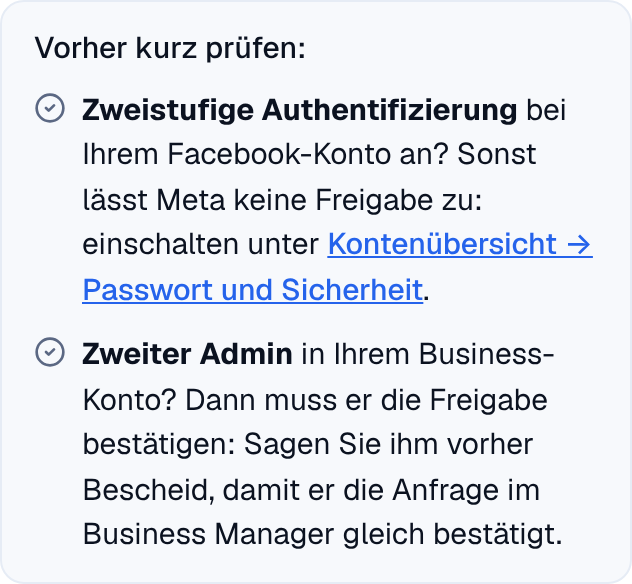 Vorher kurz prüfen:
Zweistufige Authentifizierung bei
Ihrem Facebook-Konto an? Sonst
lässt Meta keine Freigabe zu:
einschalten unter Kontenübersicht →
Passwort und Sicherheit.
Zweiter Admin in Ihrem Business-
Konto? Dann muss er die Freigabe
bestätigen: Sagen Sie ihm vorher
Bescheid, damit er die Anfrage im
Business Manager gleich bestätigt.